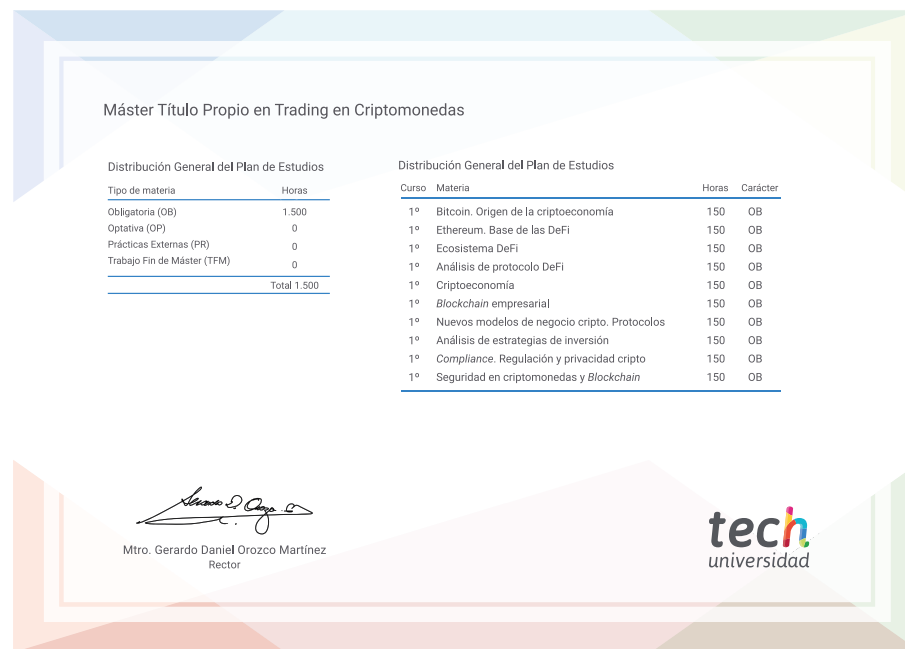 Máster Título Propio en Trading en Criptomonedas
Distribución General del Plan de Estudios
Tipo de materia Horas
Obligatoria (OB) 1.500
Optativa (OP) 0
Prácticas Externas (PR) 0
Trabajo Fin de Máster (TFM) 0
Total 1.500
Distribución General del Plan de Estudios
Curso Materia Horas Carácter
1º Bitcoin. Origen de la criptoeconomía 150 OB
1º Ethereum. Base de las DeFi 150 OB
1º Ecosistema DeFi 150 OB
1º Análisis de protocolo DeFi 150 OB
1º Criptoeconomía 150 OB
1º Blockchain empresarial 150 OB
1º Nuevos modelos de negocio cripto. Protocolos 150 OB
1º Análisis de estrategias de inversión 150 OB
1º Compliance. Regulación y privacidad cripto 150 OB
1º Seguridad en criptomonedas y Blockchain 150 OB
Mtro. Gerardo Daniel Orozco Martínez
Rector
tech
universidad